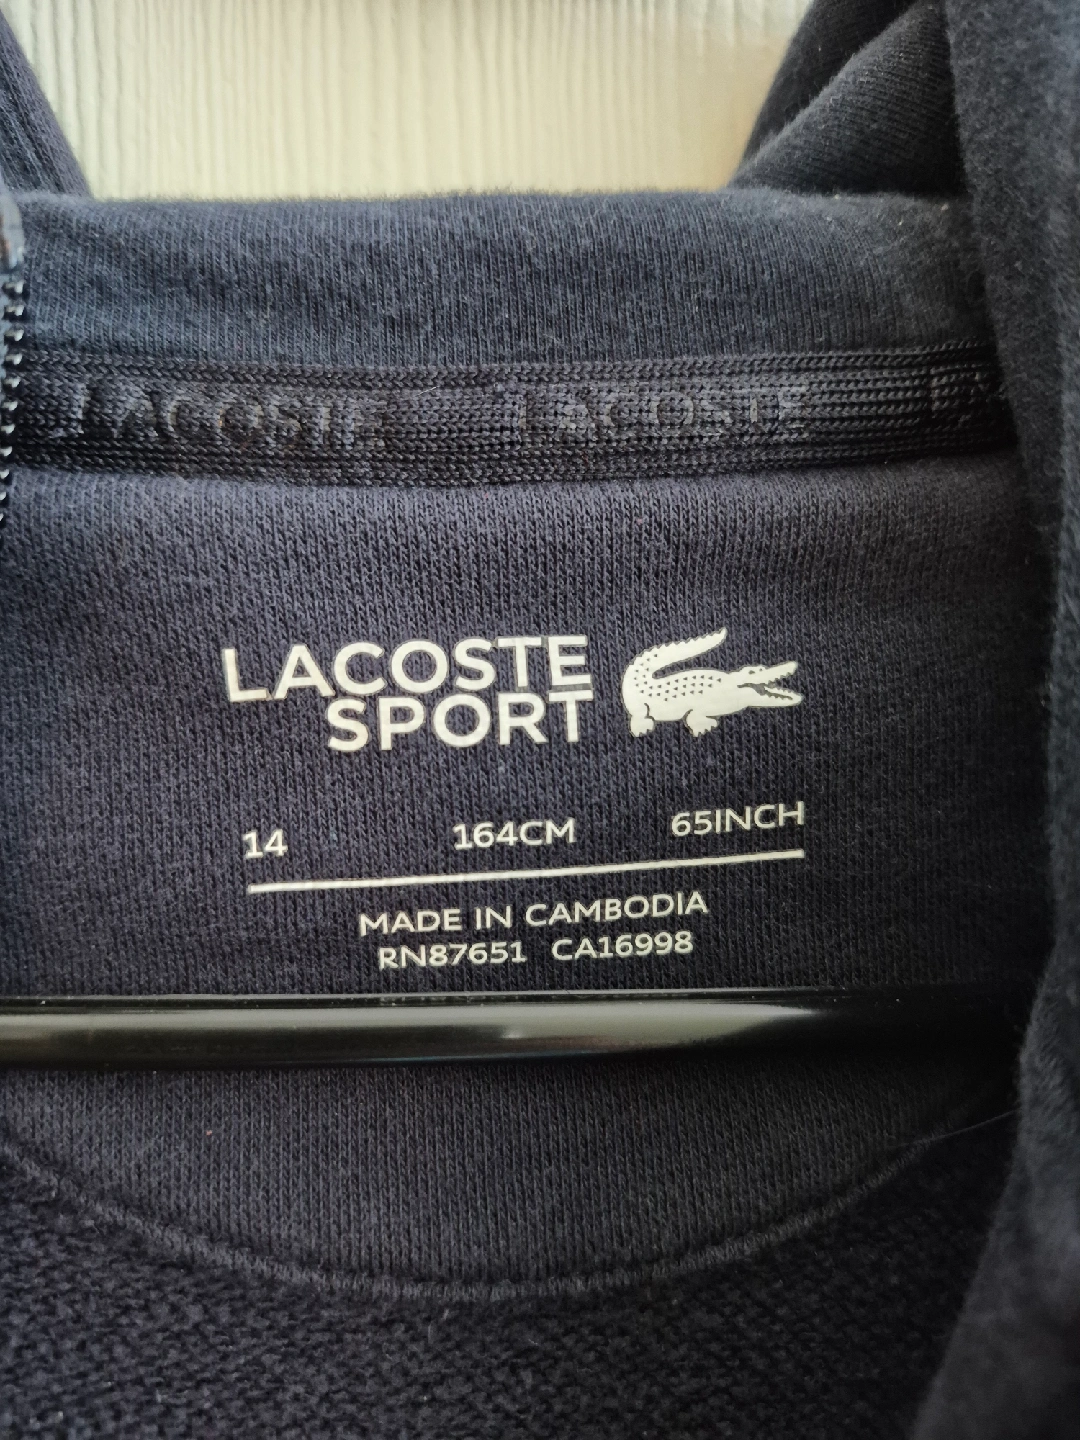 LACOSTE LACOSTE
LACOSTE
SPORT
14 164CM 65INCH
MADE IN CAMBODIA
RN87651 CA16998